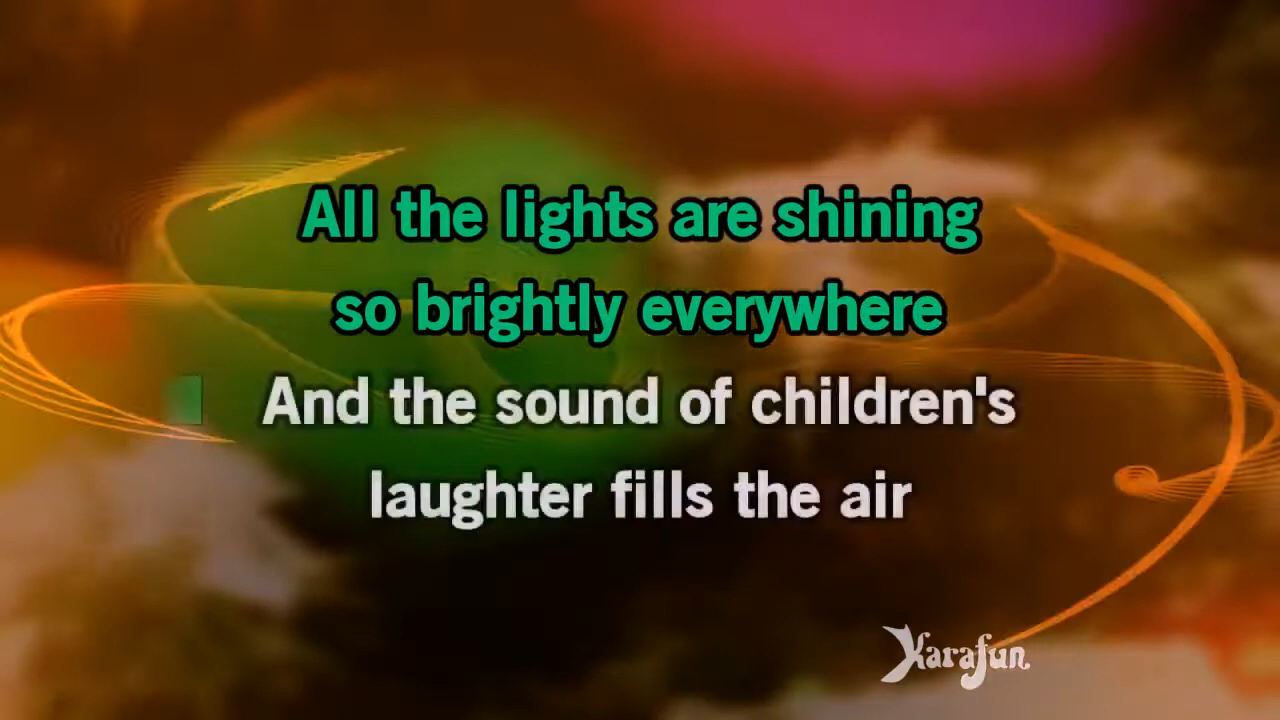 All the lights are shining
so brightly everywhere
And the sound of children's
laughter fills the air
Karafun